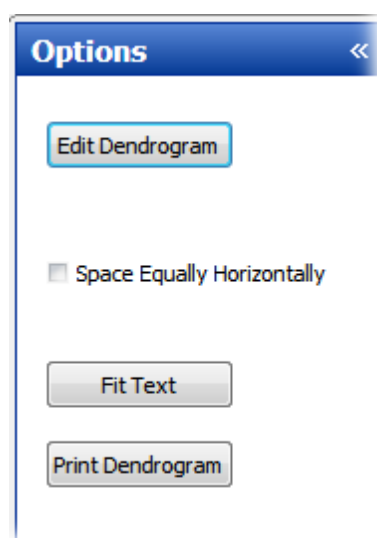 Options «
Edit Dendrogram
Space Equally Horizontally
Fit Text
Print Dendrogram